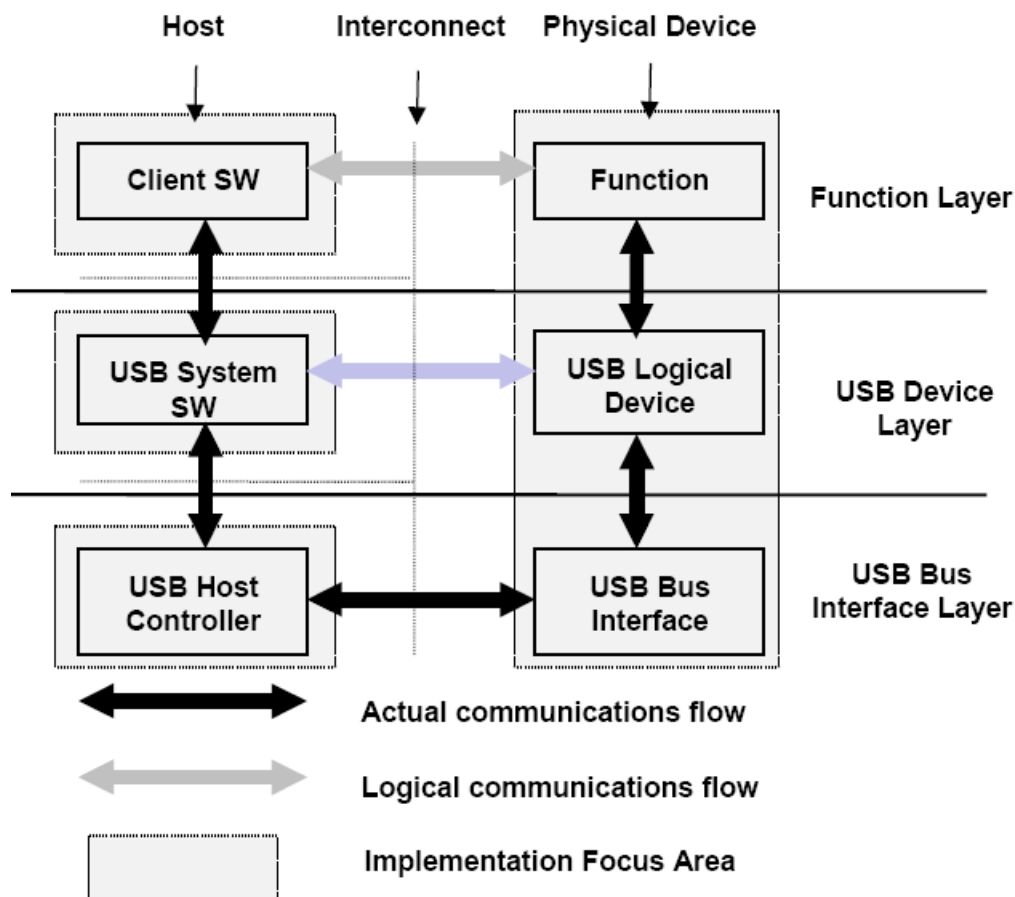 Host
Interconnect
Physical Device
Client SW
Function
Function Layer
USB System
SW
USB Logical
Device
USB Device
Layer
USB Host
Controller
USB Bus
Interface
USB Bus
Interface Layer
Actual communications flow
Logical communications flow
Implementation Focus Area